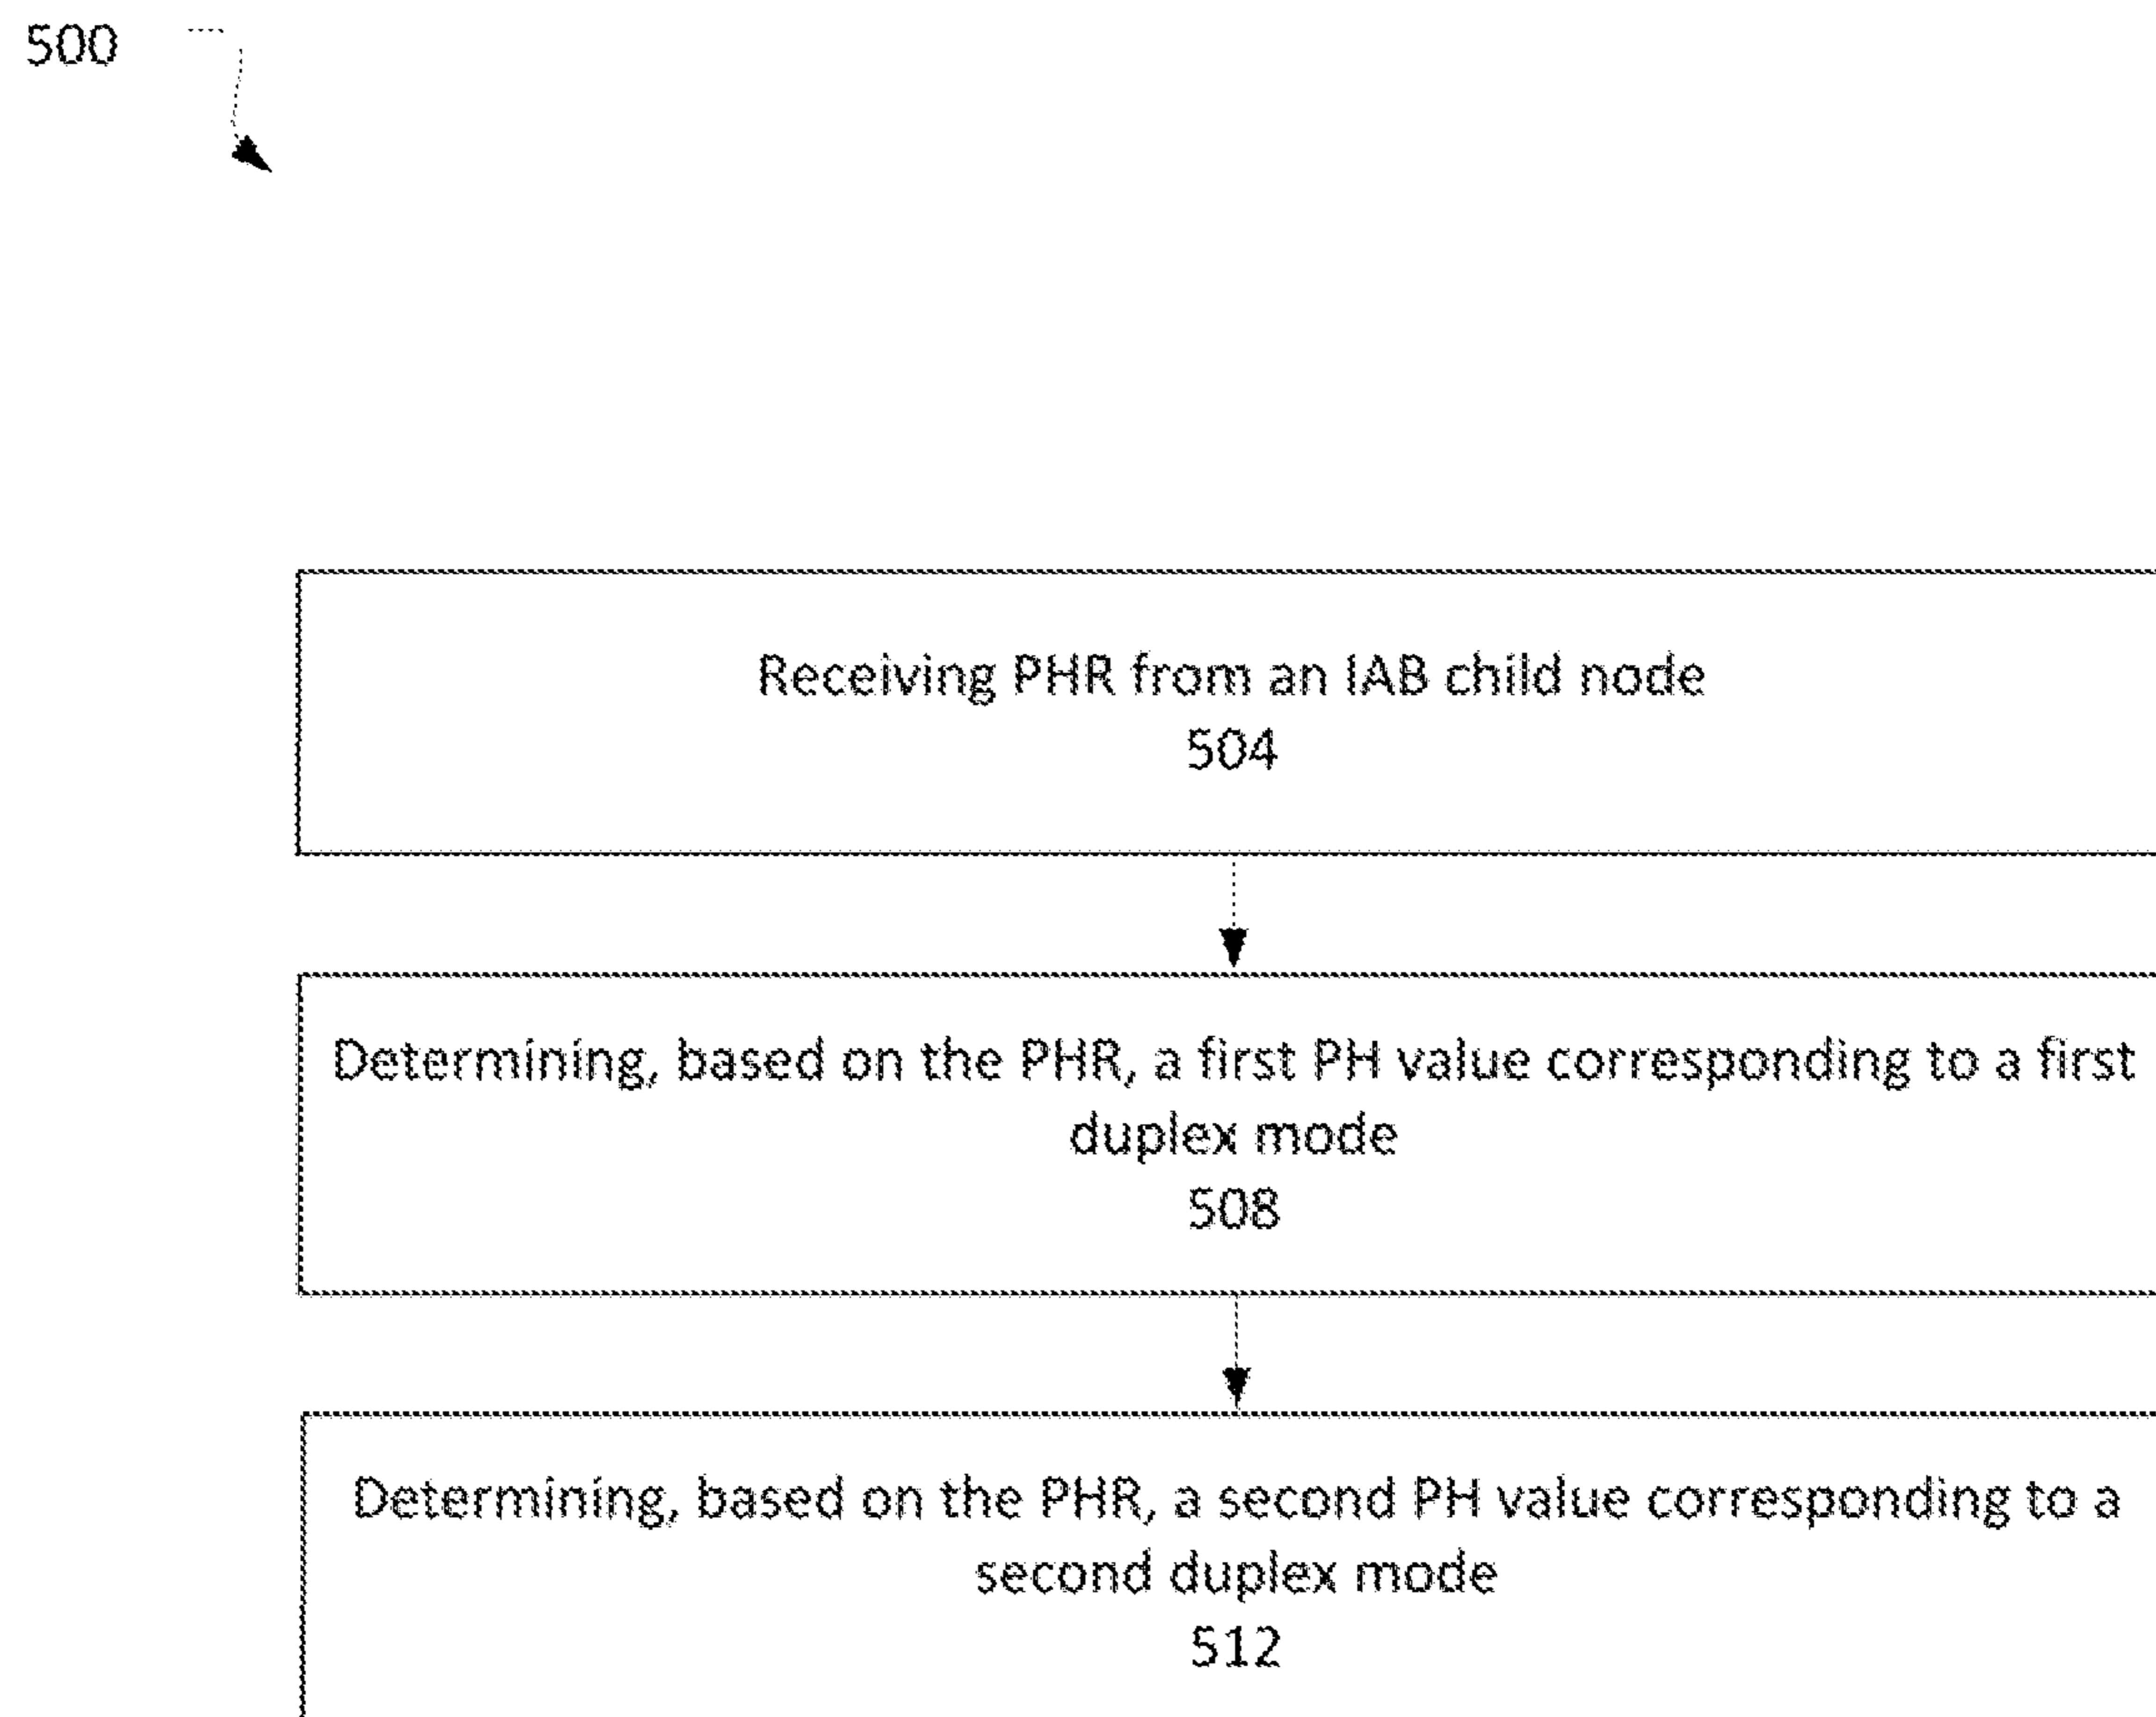 500
Receiving PHR from an IAB child node
504
Determining, based on the PHR, a first PH value corresponding to a first
duplex mode
508
Determining, based on the PHR, a second PH value corresponding to a
second duplex mode
512